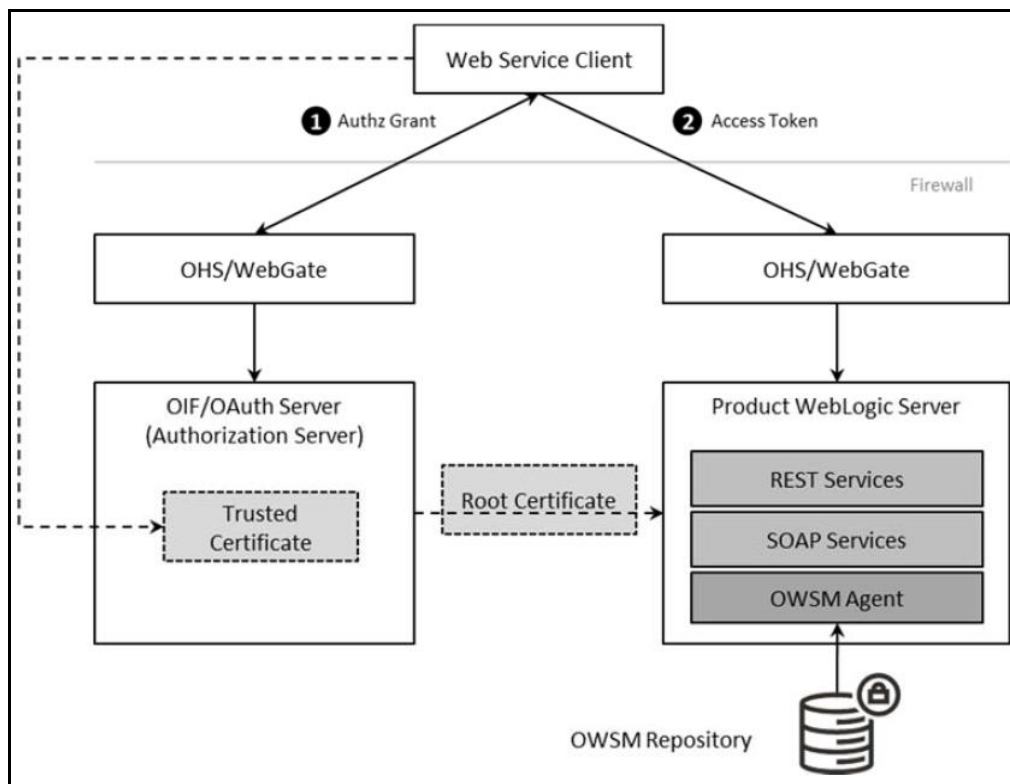 Web Service Client
1 Authz Grant
2 Access Token
Firewall
OHS/WebGate
OHS/WebGate
OIF/OAuth Server
(Authorization Server)
Trusted
Certificate
Root Certificate
Product WebLogic Server
REST Services
SOAP Services
OWSM Agent
OWSM Repository